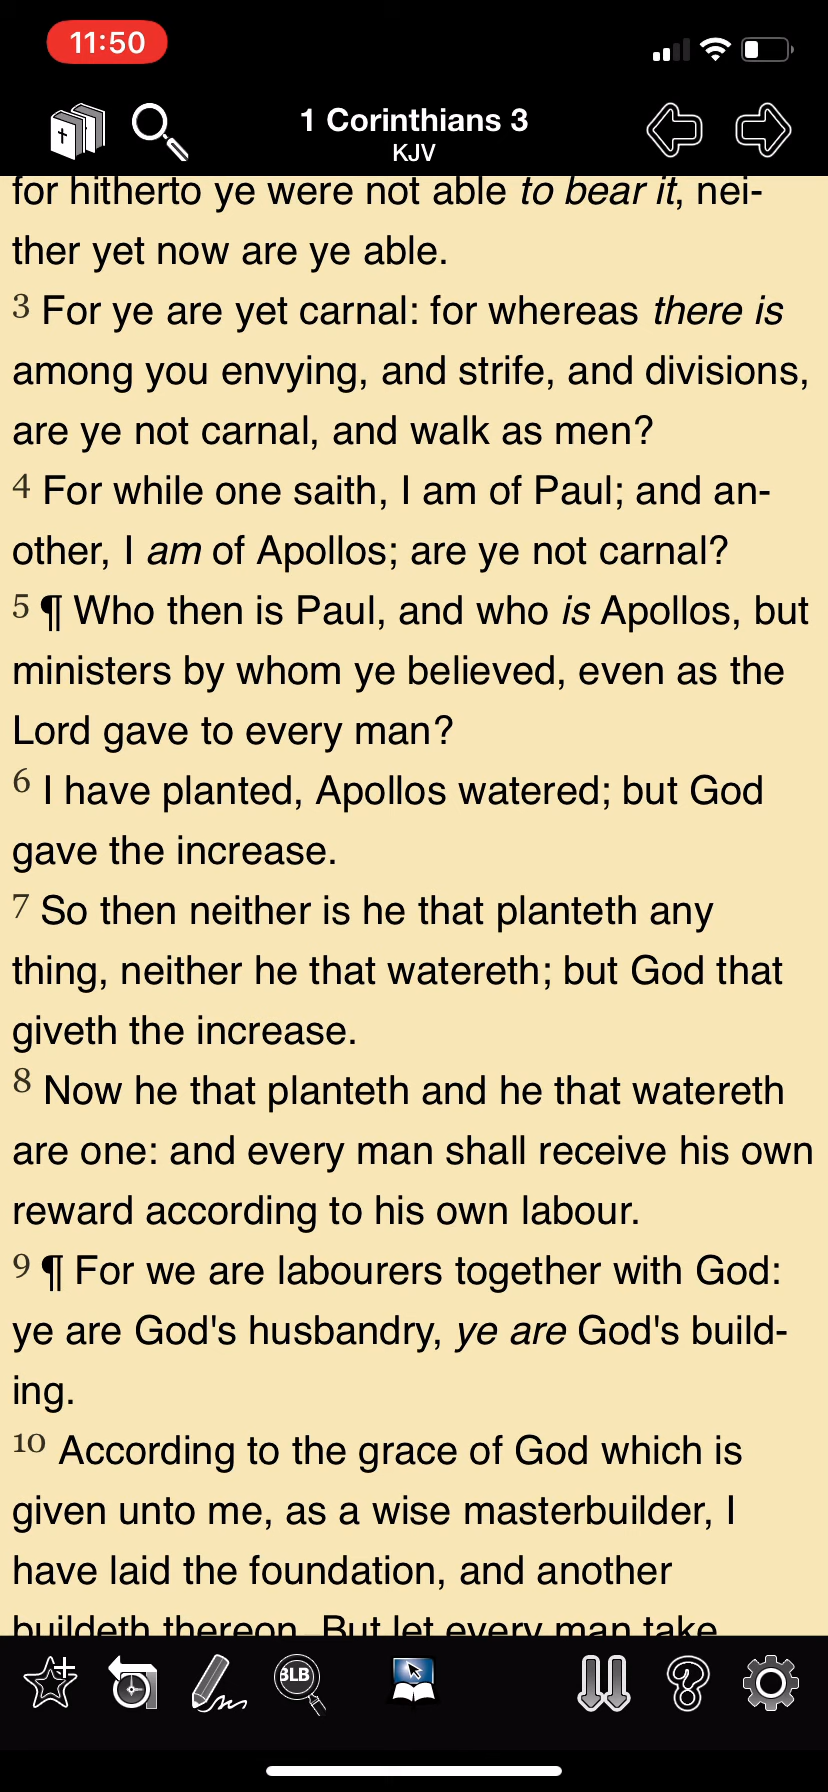 11:50
1 Corinthians 3
KJV
for hitherto ye were not able to bear it, nei-
ther yet now are ye able.
3 For ye are yet carnal: for whereas there is
among you envying, and strife, and divisions,
are ye not carnal, and walk as men?
4 For while one saith, I am of Paul; and an-
other, I am of Apollos; are ye not carnal?
5 ¶ Who then is Paul, and who is Apollos, but
ministers by whom ye believed, even as the
Lord gave to every man?
6 I have planted, Apollos watered; but God
gave the increase.
7 So then neither is he that planteth any
thing, neither he that watereth; but God that
giveth the increase.
8 Now he that planteth and he that watereth
are one: and every man shall receive his own
reward according to his own labour.
9 ¶ For we are labourers together with God:
ye are God's husbandry, ye are God's build-
ing.
10 According to the grace of God which is
given unto me, as a wise masterbuilder, I
have laid the foundation, and another
buildeth thereon. But let every man take
BLB